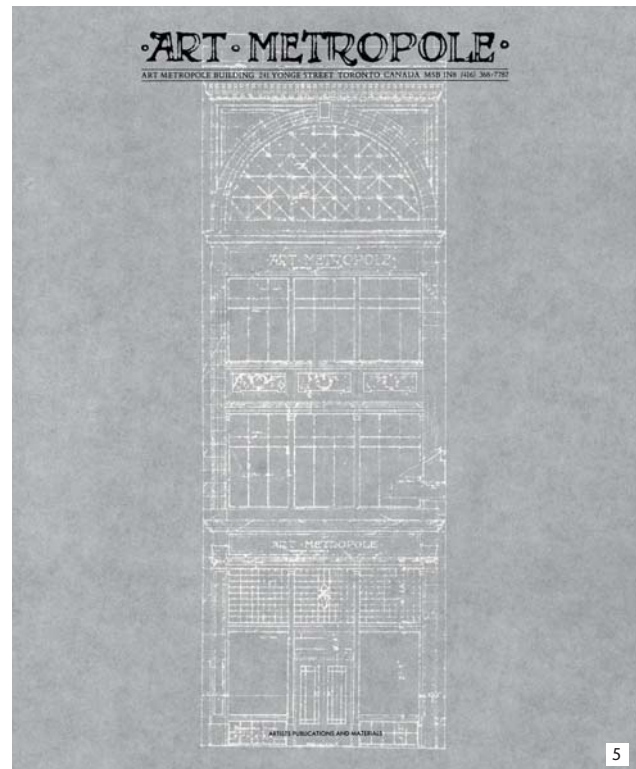 ·ART·METROPOLE·
ART METROPOLE BUILDING 241 YONGE STREET TORONTO CANADA M5B 1N8 (416) 368-7787
·ART·METROPOLE·
ART·METROPOLE
ARTISTS PUBLICATIONS AND MATERIALS
5